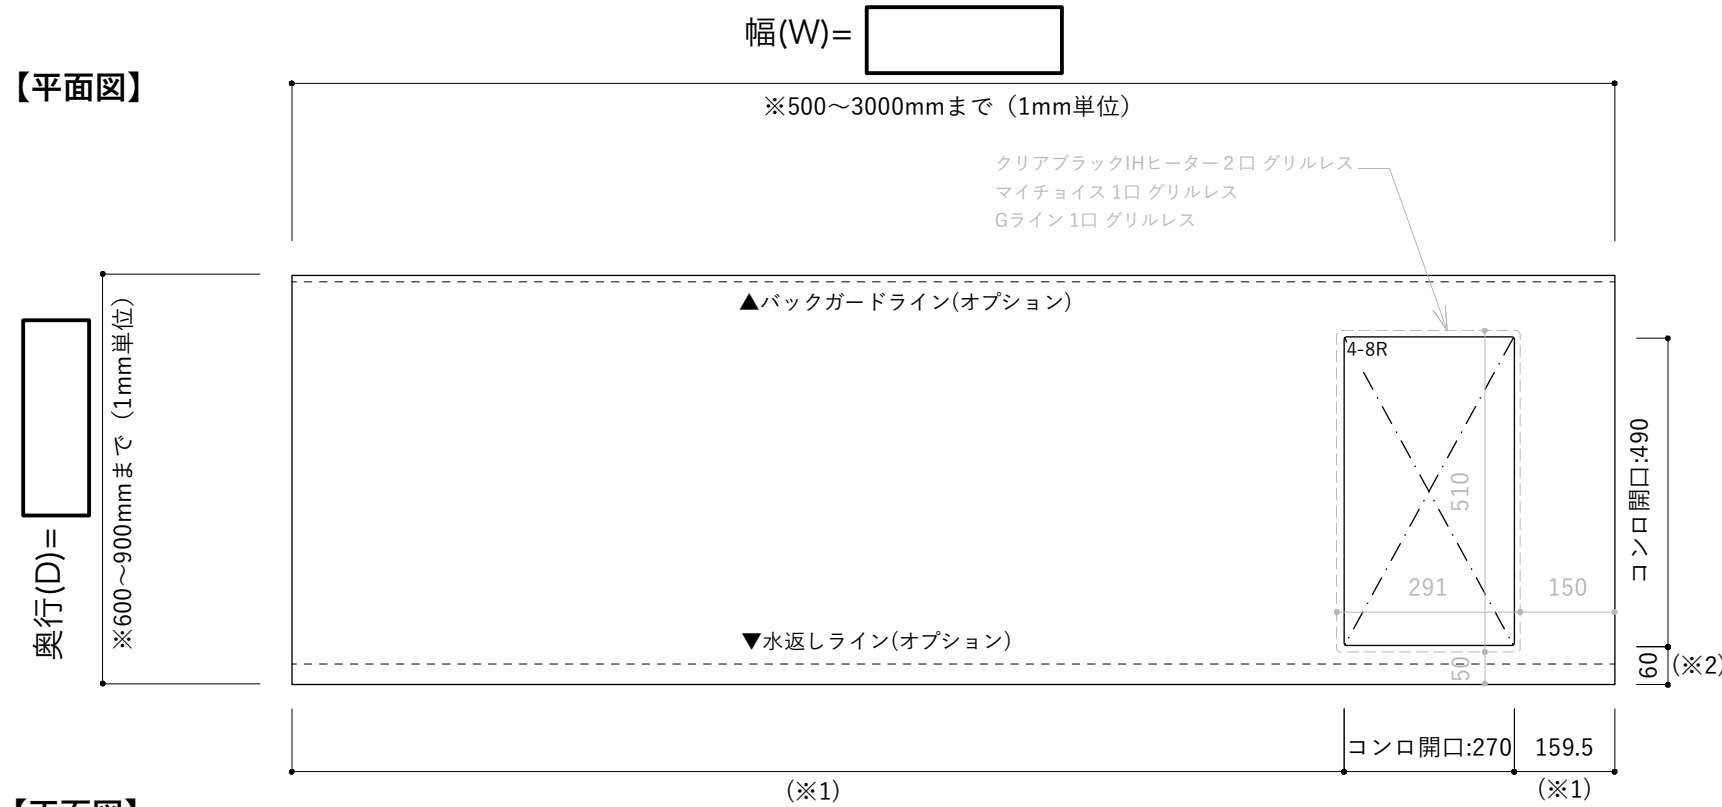 幅(W)=
【平面図】
※500～3000mmまで（1mm単位）
クリアブラックIHヒーター２口 グリルレス
マイチョイス 1口 グリルレス
Gライン 1口 グリルレス
▲バックガードライン(オプション)
奥行(D)=
※600～900mmまで（1mm単位）
4-8R
510
291
150
コンロ開口:490
▼水返しライン(オプション)
50
60
(※2)
コンロ開口:270
159.5
(※1)
(※1)
【平面図】